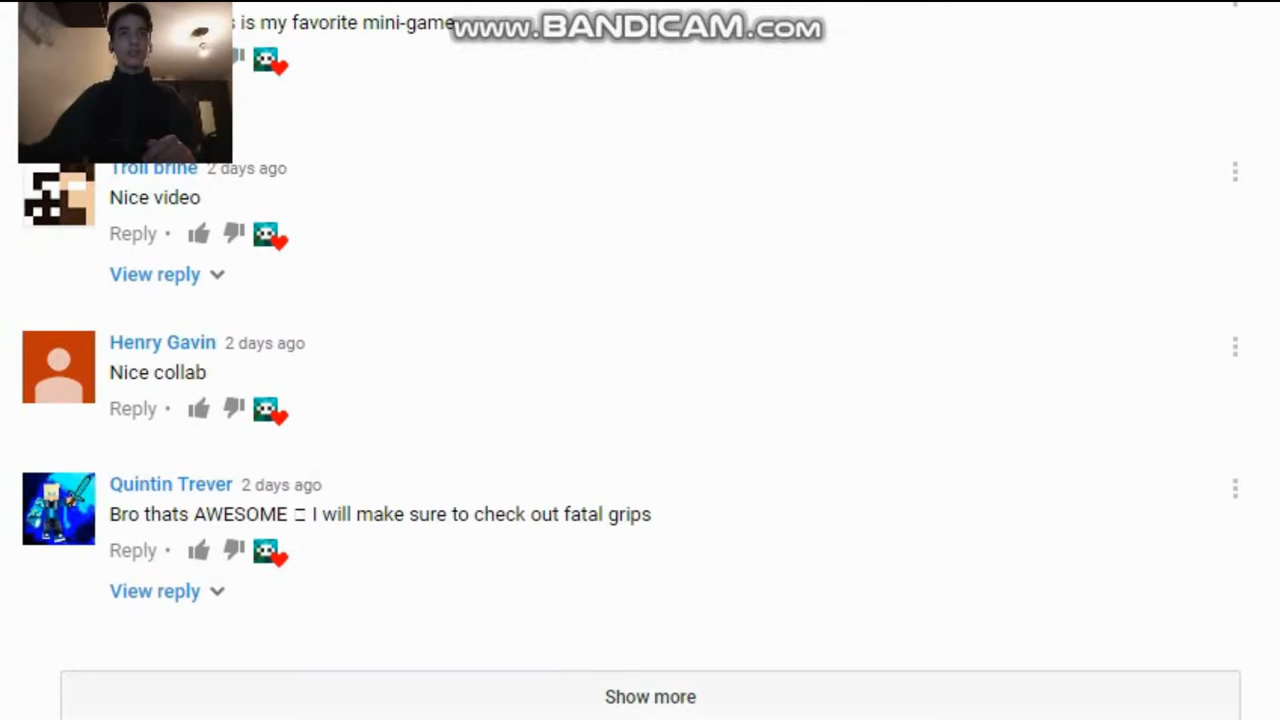 s is my favorite mini-game
www.BANDICAM.com
Troll brine 2 days ago
Nice video
Reply •
View reply
Henry Gavin 2 days ago
Nice collab
Reply •
Quintin Trever 2 days ago
Bro thats AWESOME □ I will make sure to check out fatal grips
Reply •
View reply
Show more